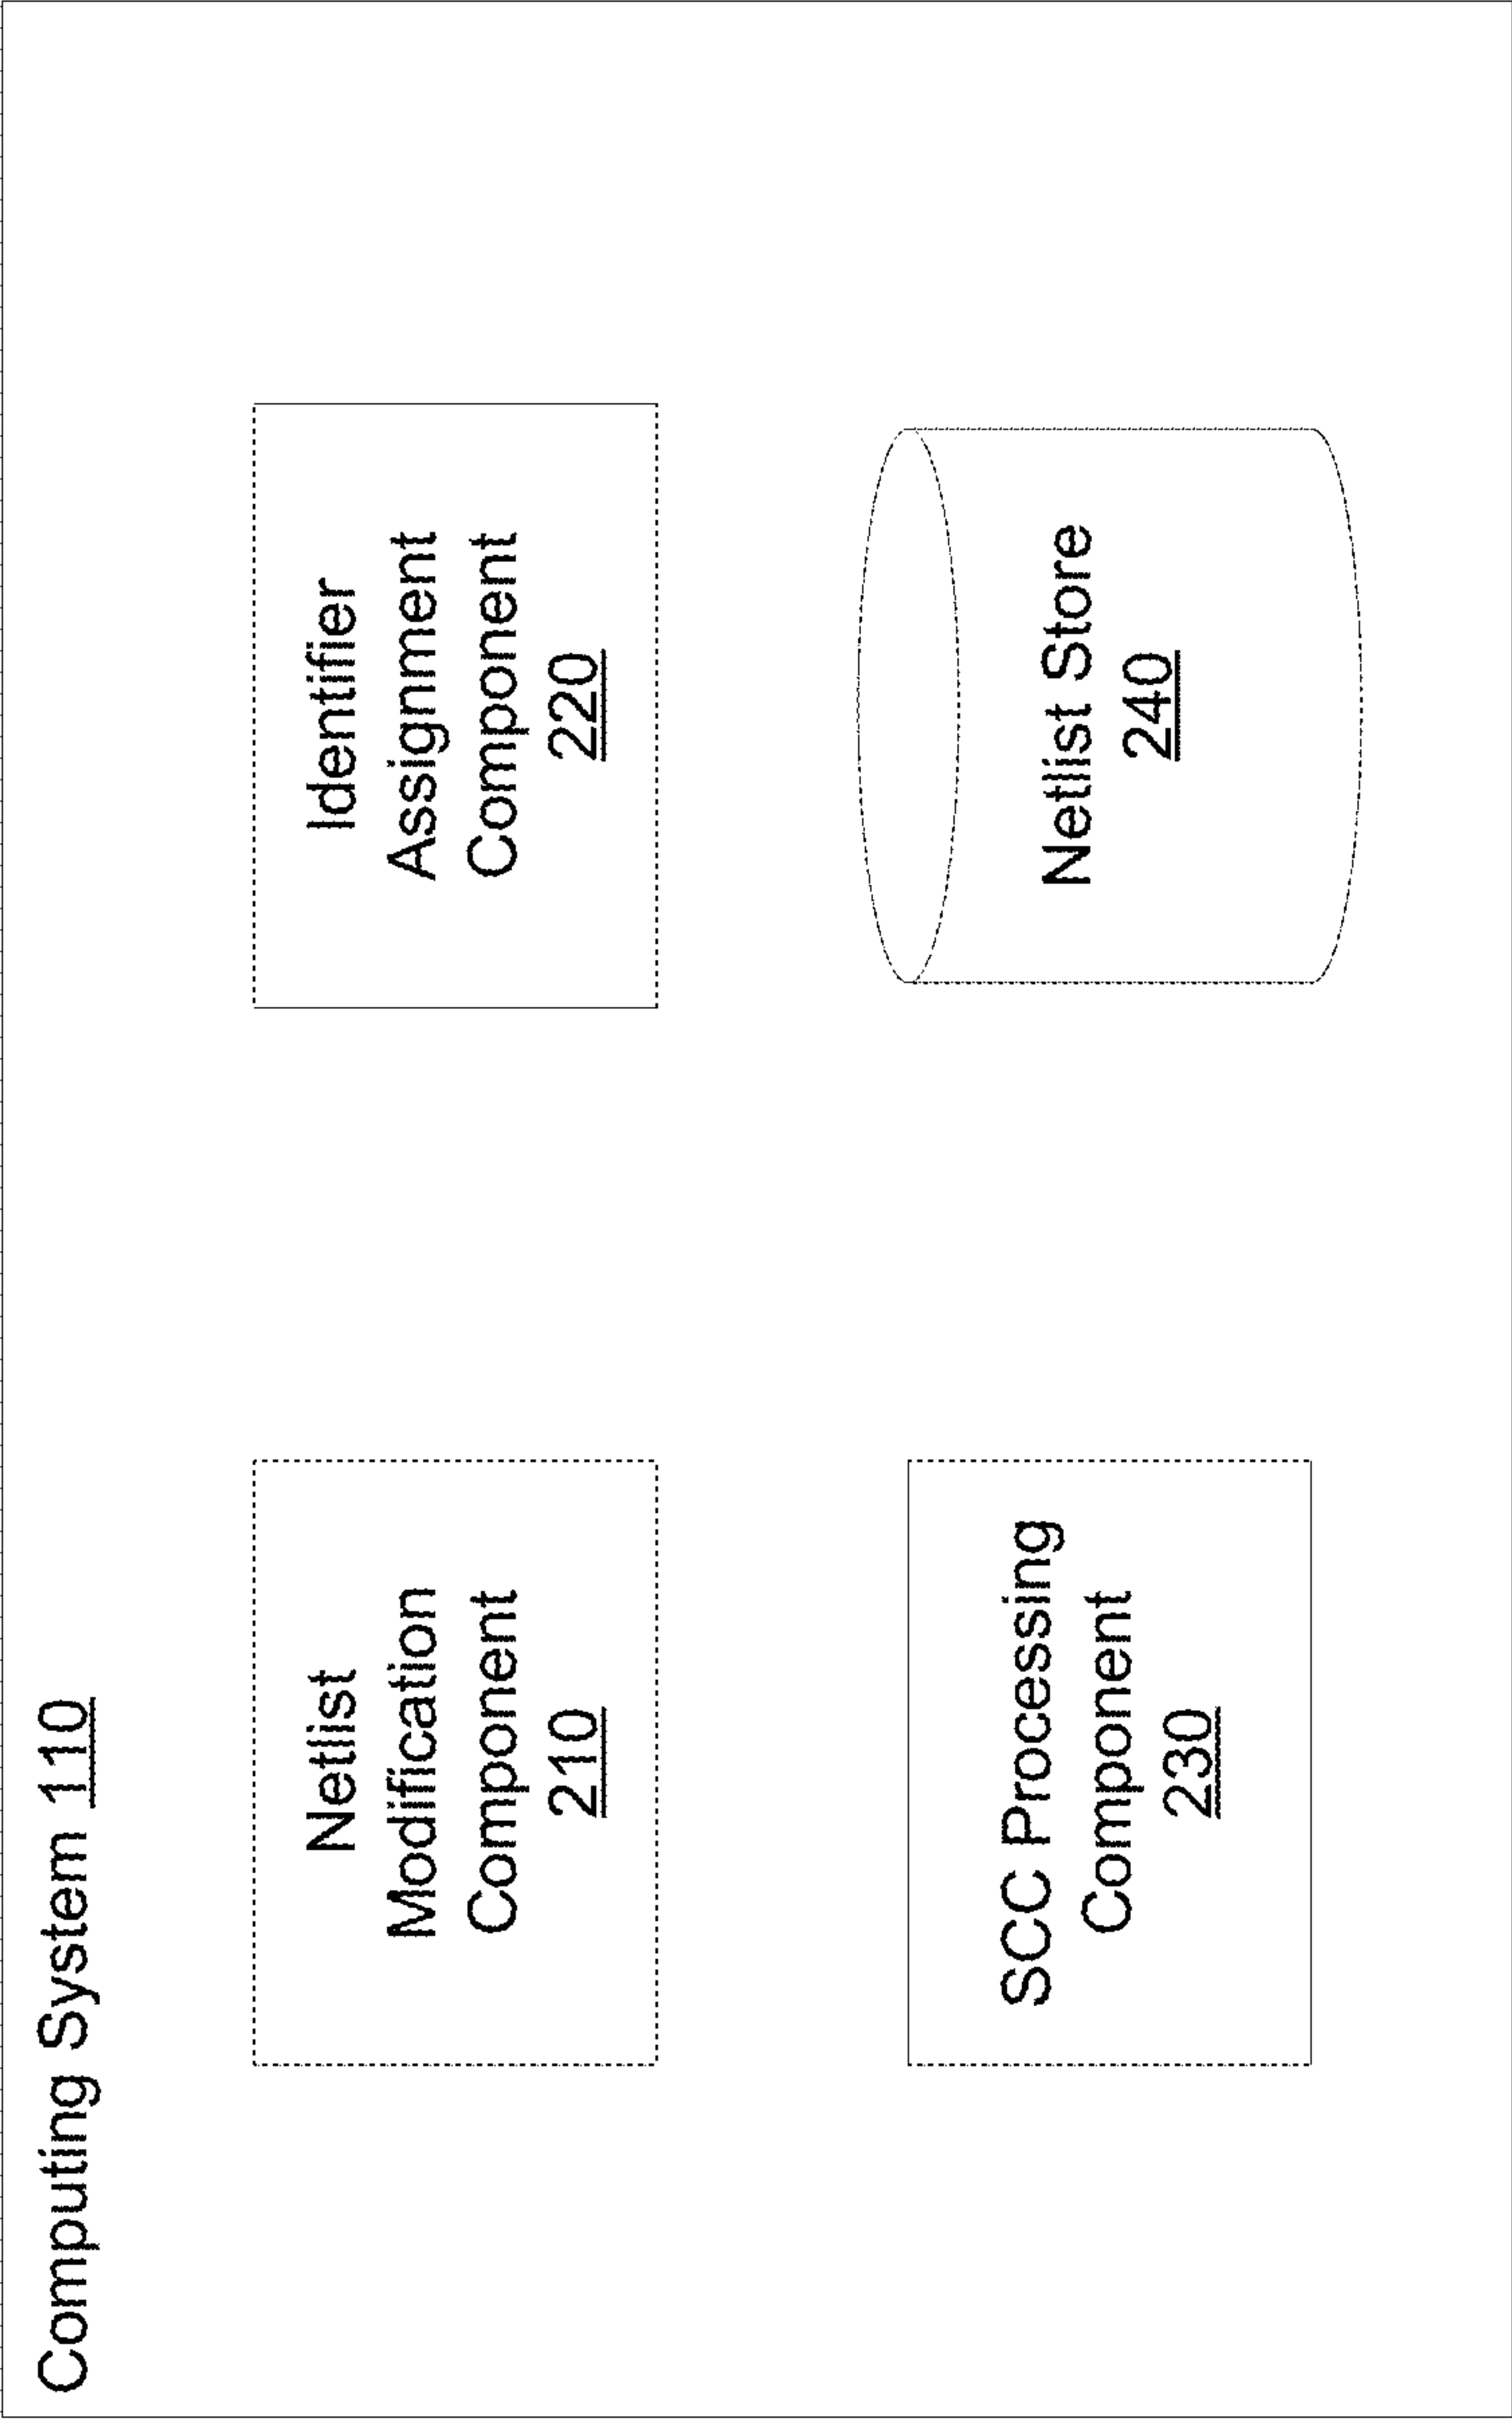 Computing System 110
Netlist
Modification
Component
210
Identifier
Assignment
Component
220
SCC Processing
Component
230
Netlist Store
240